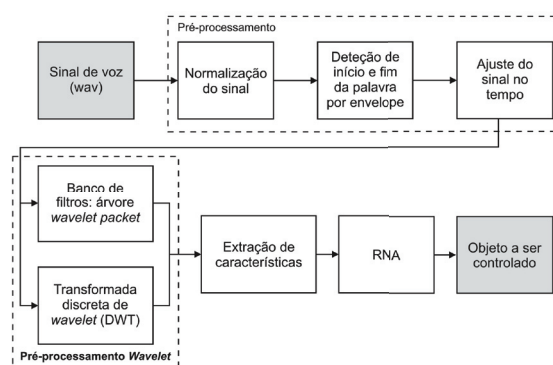 Pré-processamento
Sinal de voz
(wav)
Normalização
do sinal
Deteção de
início e fim
da palavra
por envelope
Ajuste do
sinal no
tempo
Banco de
filtros: árvore
wavelet packet
Transformada
discreta de
wavelet (DWT)
Extração de
características
RNA
Objeto a ser
controlado
Pré-processamento Wavelet